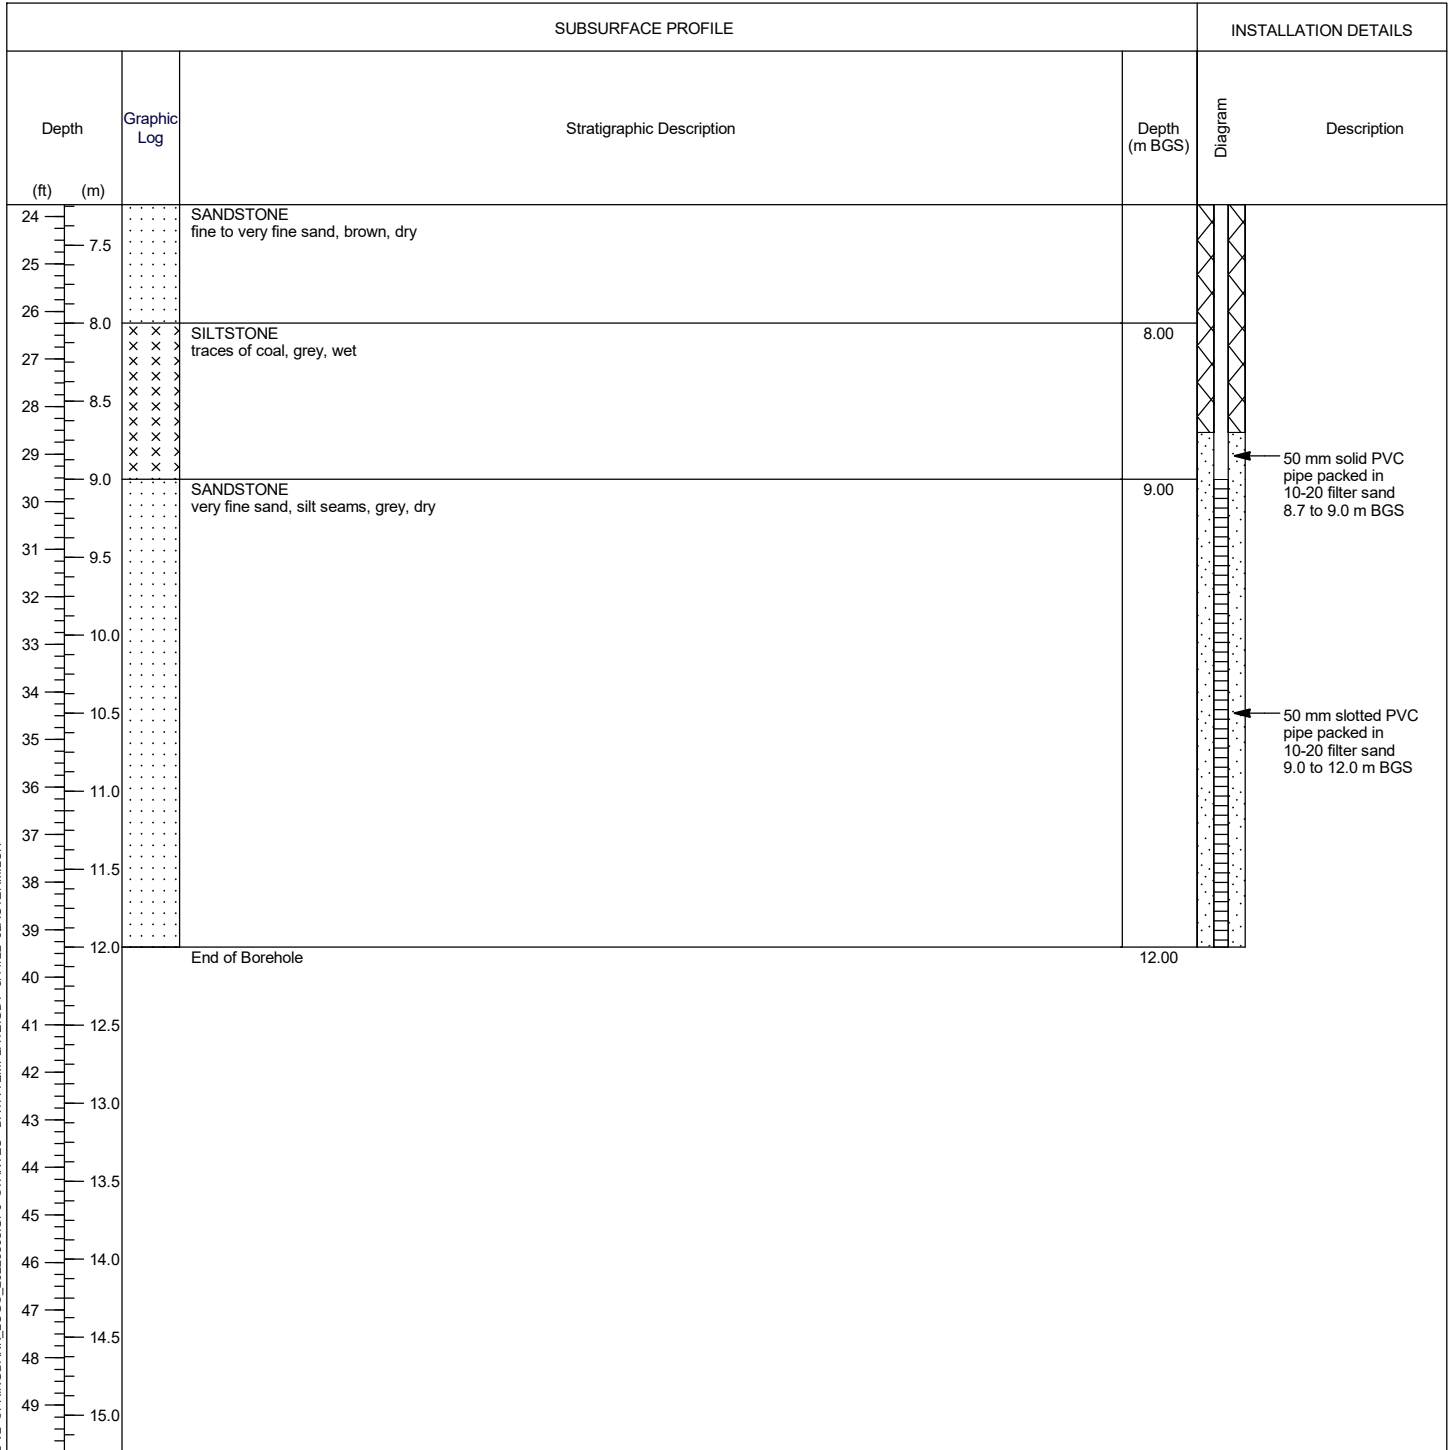 SUBSURFACE PROFILE
INSTALLATION DETAILS
Depth
(ft) (m)
Graphic
Log
Stratigraphic Description
Depth
(m BGS)
Diagram
Description
24
7.5
25
26
8.0
27
28
8.5
29
9.0
30
31
9.5
32
10.0
33
34
10.5
35
36
11.0
37
11.5
38
39
12.0
40
41
12.5
42
13.0
43
44
13.5
45
46
14.0
47
14.5
48
49
15.0
SANDSTONE
fine to very fine sand, brown, dry
SILTSTONE
traces of coal, grey, wet
8.00
SANDSTONE
very fine sand, silt seams, grey, dry
9.00
End of Borehole
12.00
50 mm solid PVC
pipe packed in
10-20 filter sand
8.7 to 9.0 m BGS
50 mm slotted PVC
pipe packed in
10-20 filter sand
9.0 to 12.0 m BGS